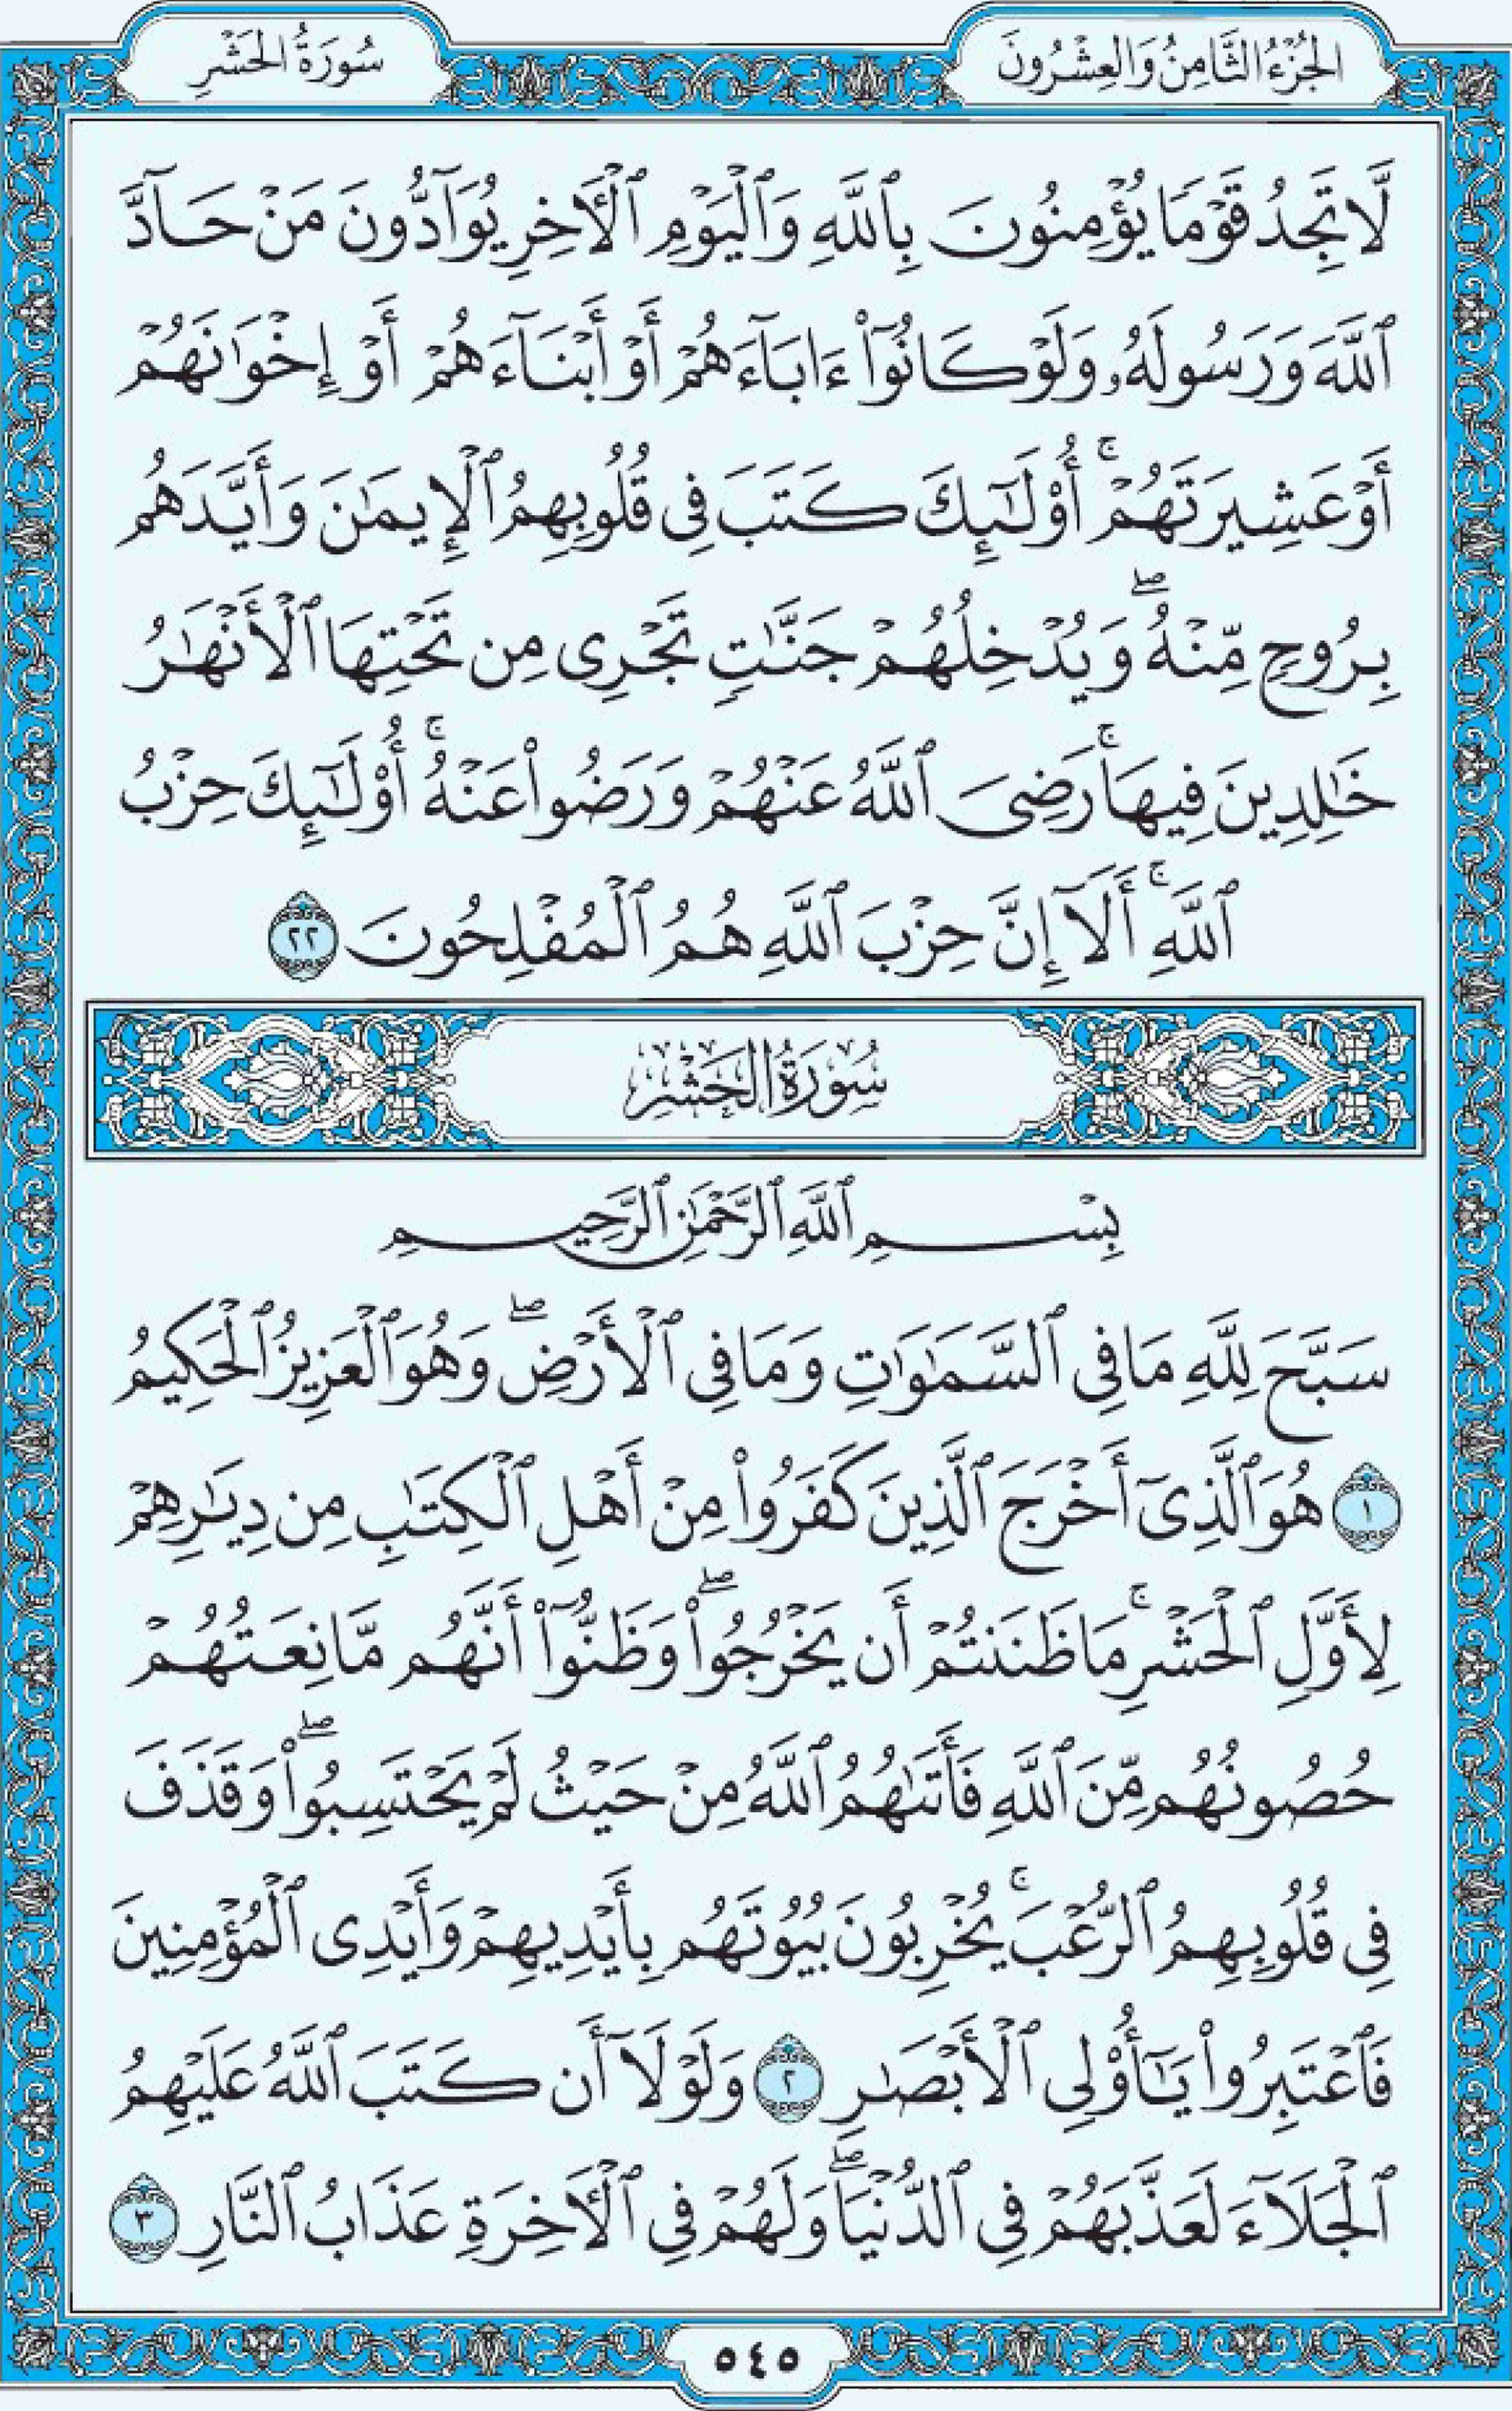 الجُزْءُ الثَّامِنُ وَالعِشْرُونَ
سُورَةُ الحَشْرِ
لَّا تَجِدُ قَوْمًا يُؤْمِنُونَ بِٱللَّهِ وَٱلْيَوْمِ ٱلْأٓخِرِ يُوَآدُّونَ مَنْ حَآدَّ
ٱللَّهَ وَرَسُولَهُۥ وَلَوْ كَانُوٓا۟ ءَابَآءَهُمْ أَوْ أَبْنَآءَهُمْ أَوْ إِخْوَٰنَهُمْ
أَوْ عَشِيرَتَهُمْ ۚ أُو۟لَٰٓئِكَ كَتَبَ فِى قُلُوبِهِمُ ٱلْإِيمَٰنَ وَأَيَّدَهُم
بِرُوحٍ مِّنْهُ ۖ وَيُدْخِلُهُمْ جَنَّٰتٍ تَجْرِى مِن تَحْتِهَا ٱلْأَنْهَٰرُ
خَٰلِدِينَ فِيهَا ۚ رَضِىَ ٱللَّهُ عَنْهُمْ وَرَضُوا۟ عَنْهُ ۚ أُو۟لَٰٓئِكَ حِزْبُ
ٱللَّهِ ۚ أَلَآ إِنَّ حِزْبَ ٱللَّهِ هُمُ ٱلْمُفْلِحُونَ ٢٢
سُورَةُ الحَشْرِ
بِسْمِ ٱللَّهِ ٱلرَّحْمَٰنِ ٱلرَّحِيمِ
سَبَّحَ لِلَّهِ مَا فِى ٱلسَّمَٰوَٰتِ وَمَا فِى ٱلْأَرْضِ ۖ وَهُوَ ٱلْعَزِيزُ ٱلْحَكِيمُ
١ هُوَ ٱلَّذِىٓ أَخْرَجَ ٱلَّذِينَ كَفَرُوا۟ مِنْ أَهْلِ ٱلْكِتَٰبِ مِن دِيَٰرِهِمْ
لِأَوَّلِ ٱلْحَشْرِ ۚ مَا ظَنَنتُمْ أَن يَخْرُجُوا۟ ۖ وَظَنُّوٓا۟ أَنَّهُم مَّانِعَتُهُمْ
حُصُونُهُم مِّنَ ٱللَّهِ فَأَتَىٰهُمُ ٱللَّهُ مِنْ حَيْثُ لَمْ يَحْتَسِبُوا۟ ۖ وَقَذَفَ
فِى قُلُوبِهِمُ ٱلرُّعْبَ ۚ يُخْرِبُونَ بُيُوتَهُم بِأَيْدِيهِمْ وَأَيْدِى ٱلْمُؤْمِنِينَ
فَٱعْتَبِرُوا۟ يَٰٓأُو۟لِى ٱلْأَبْصَٰرِ ٢ وَلَوْلَآ أَن كَتَبَ ٱللَّهُ عَلَيْهِمُ
ٱلْجَلَآءَ لَعَذَّبَهُمْ فِى ٱلدُّنْيَا ۖ وَلَهُمْ فِى ٱلْأٓخِرَةِ عَذَابُ ٱلنَّارِ ٣
٥٤٥